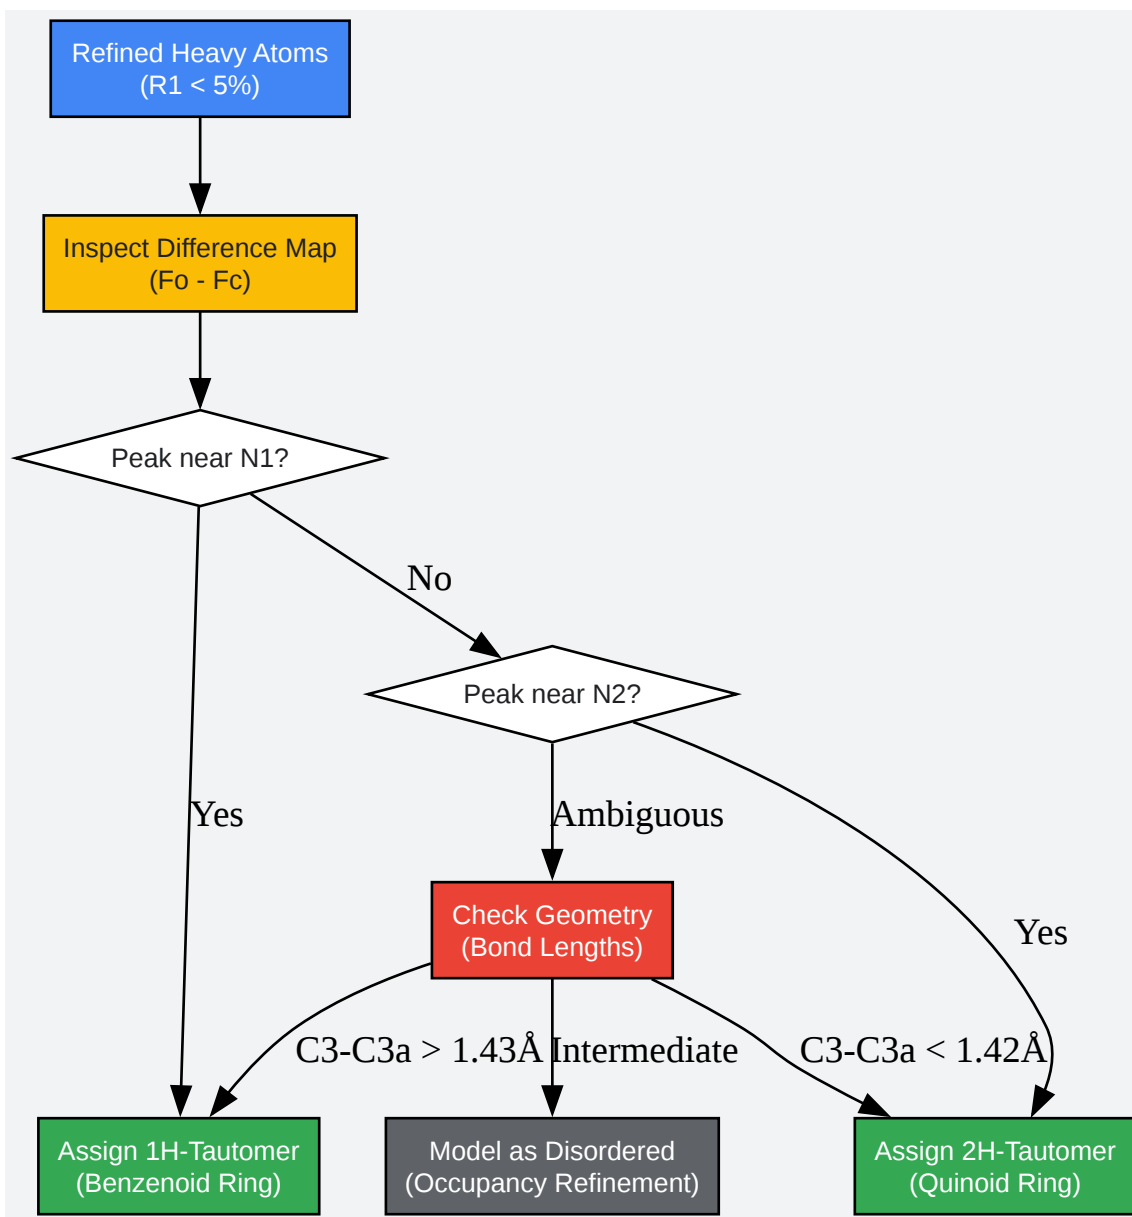 Refined Heavy Atoms
(R1 < 5%)
Inspect Difference Map
(Fo - Fc)
Peak near N1?
No
Peak near N2?
Yes
Ambiguous
Check Geometry
(Bond Lengths)
Yes
C3-C3a > 1.43Å
Intermediate
C3-C3a < 1.42Å
Assign 1H-Tautomer
(Benzenoid Ring)
Model as Disordered
(Occupancy Refinement)
Assign 2H-Tautomer
(Quinoid Ring)